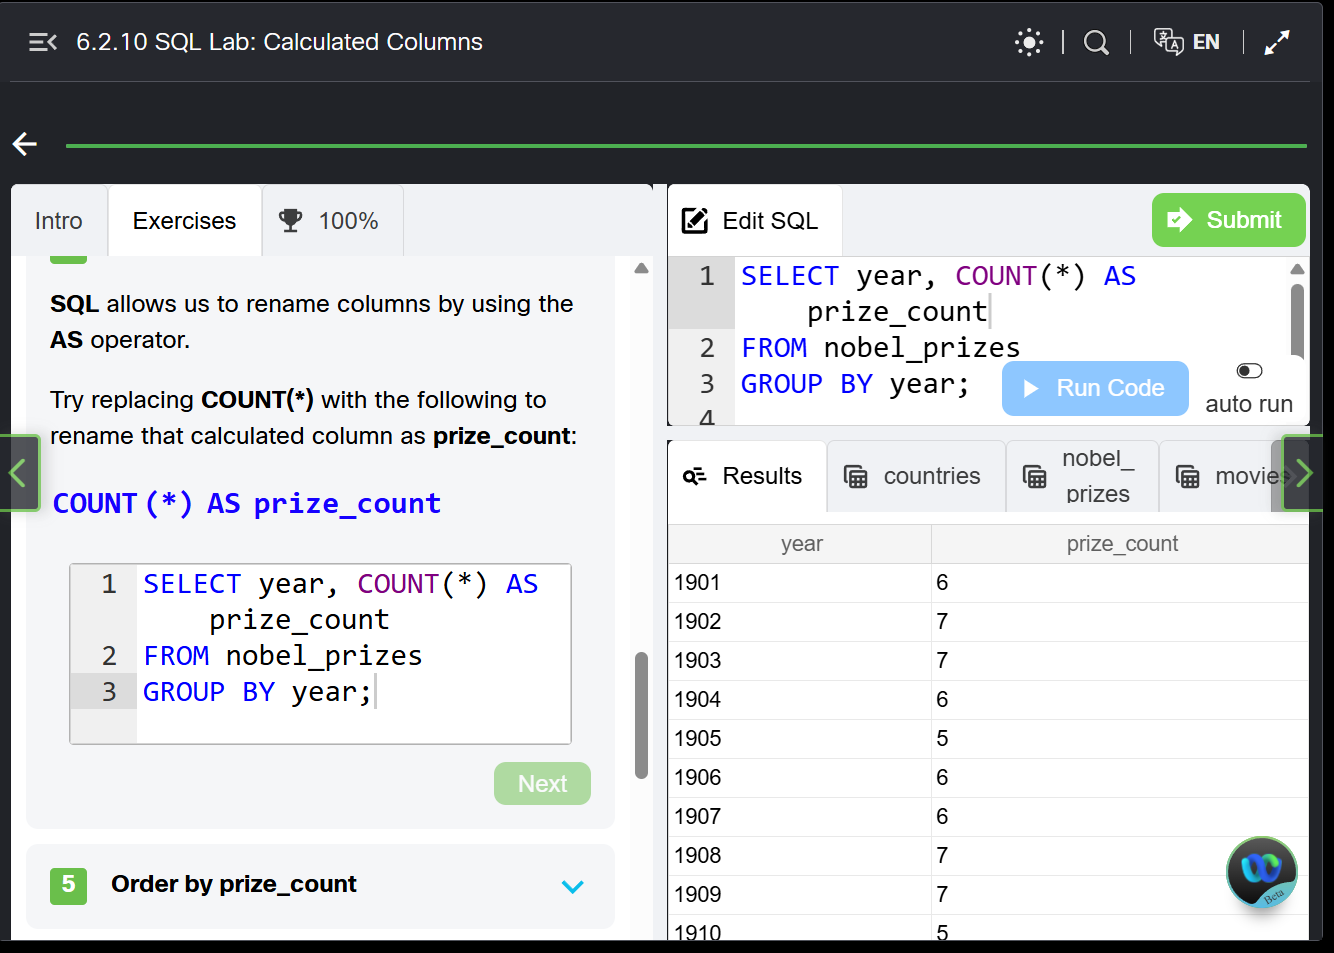 6.2.10 SQL Lab: Calculated Columns
EN
Intro
Exercises
100%
SQL allows us to rename columns by using the
AS operator.
Try replacing COUNT(*) with the following to
rename that calculated column as prize_count:
COUNT(*) AS prize_count
1 SELECT year, COUNT(*) AS
prize_count
2 FROM nobel_prizes
3 GROUP BY year;
Next
5 Order by prize_count
Edit SQL
Submit
1 SELECT year, COUNT(*) AS
prize_count
2 FROM nobel_prizes
3 GROUP BY year;
4
Run Code
auto run
Results
countries
nobel_
prizes
movies
year prize_count
1901 6
1902 7
1903 7
1904 6
1905 5
1906 6
1907 6
1908 7
1909 7
1910 5
Beta